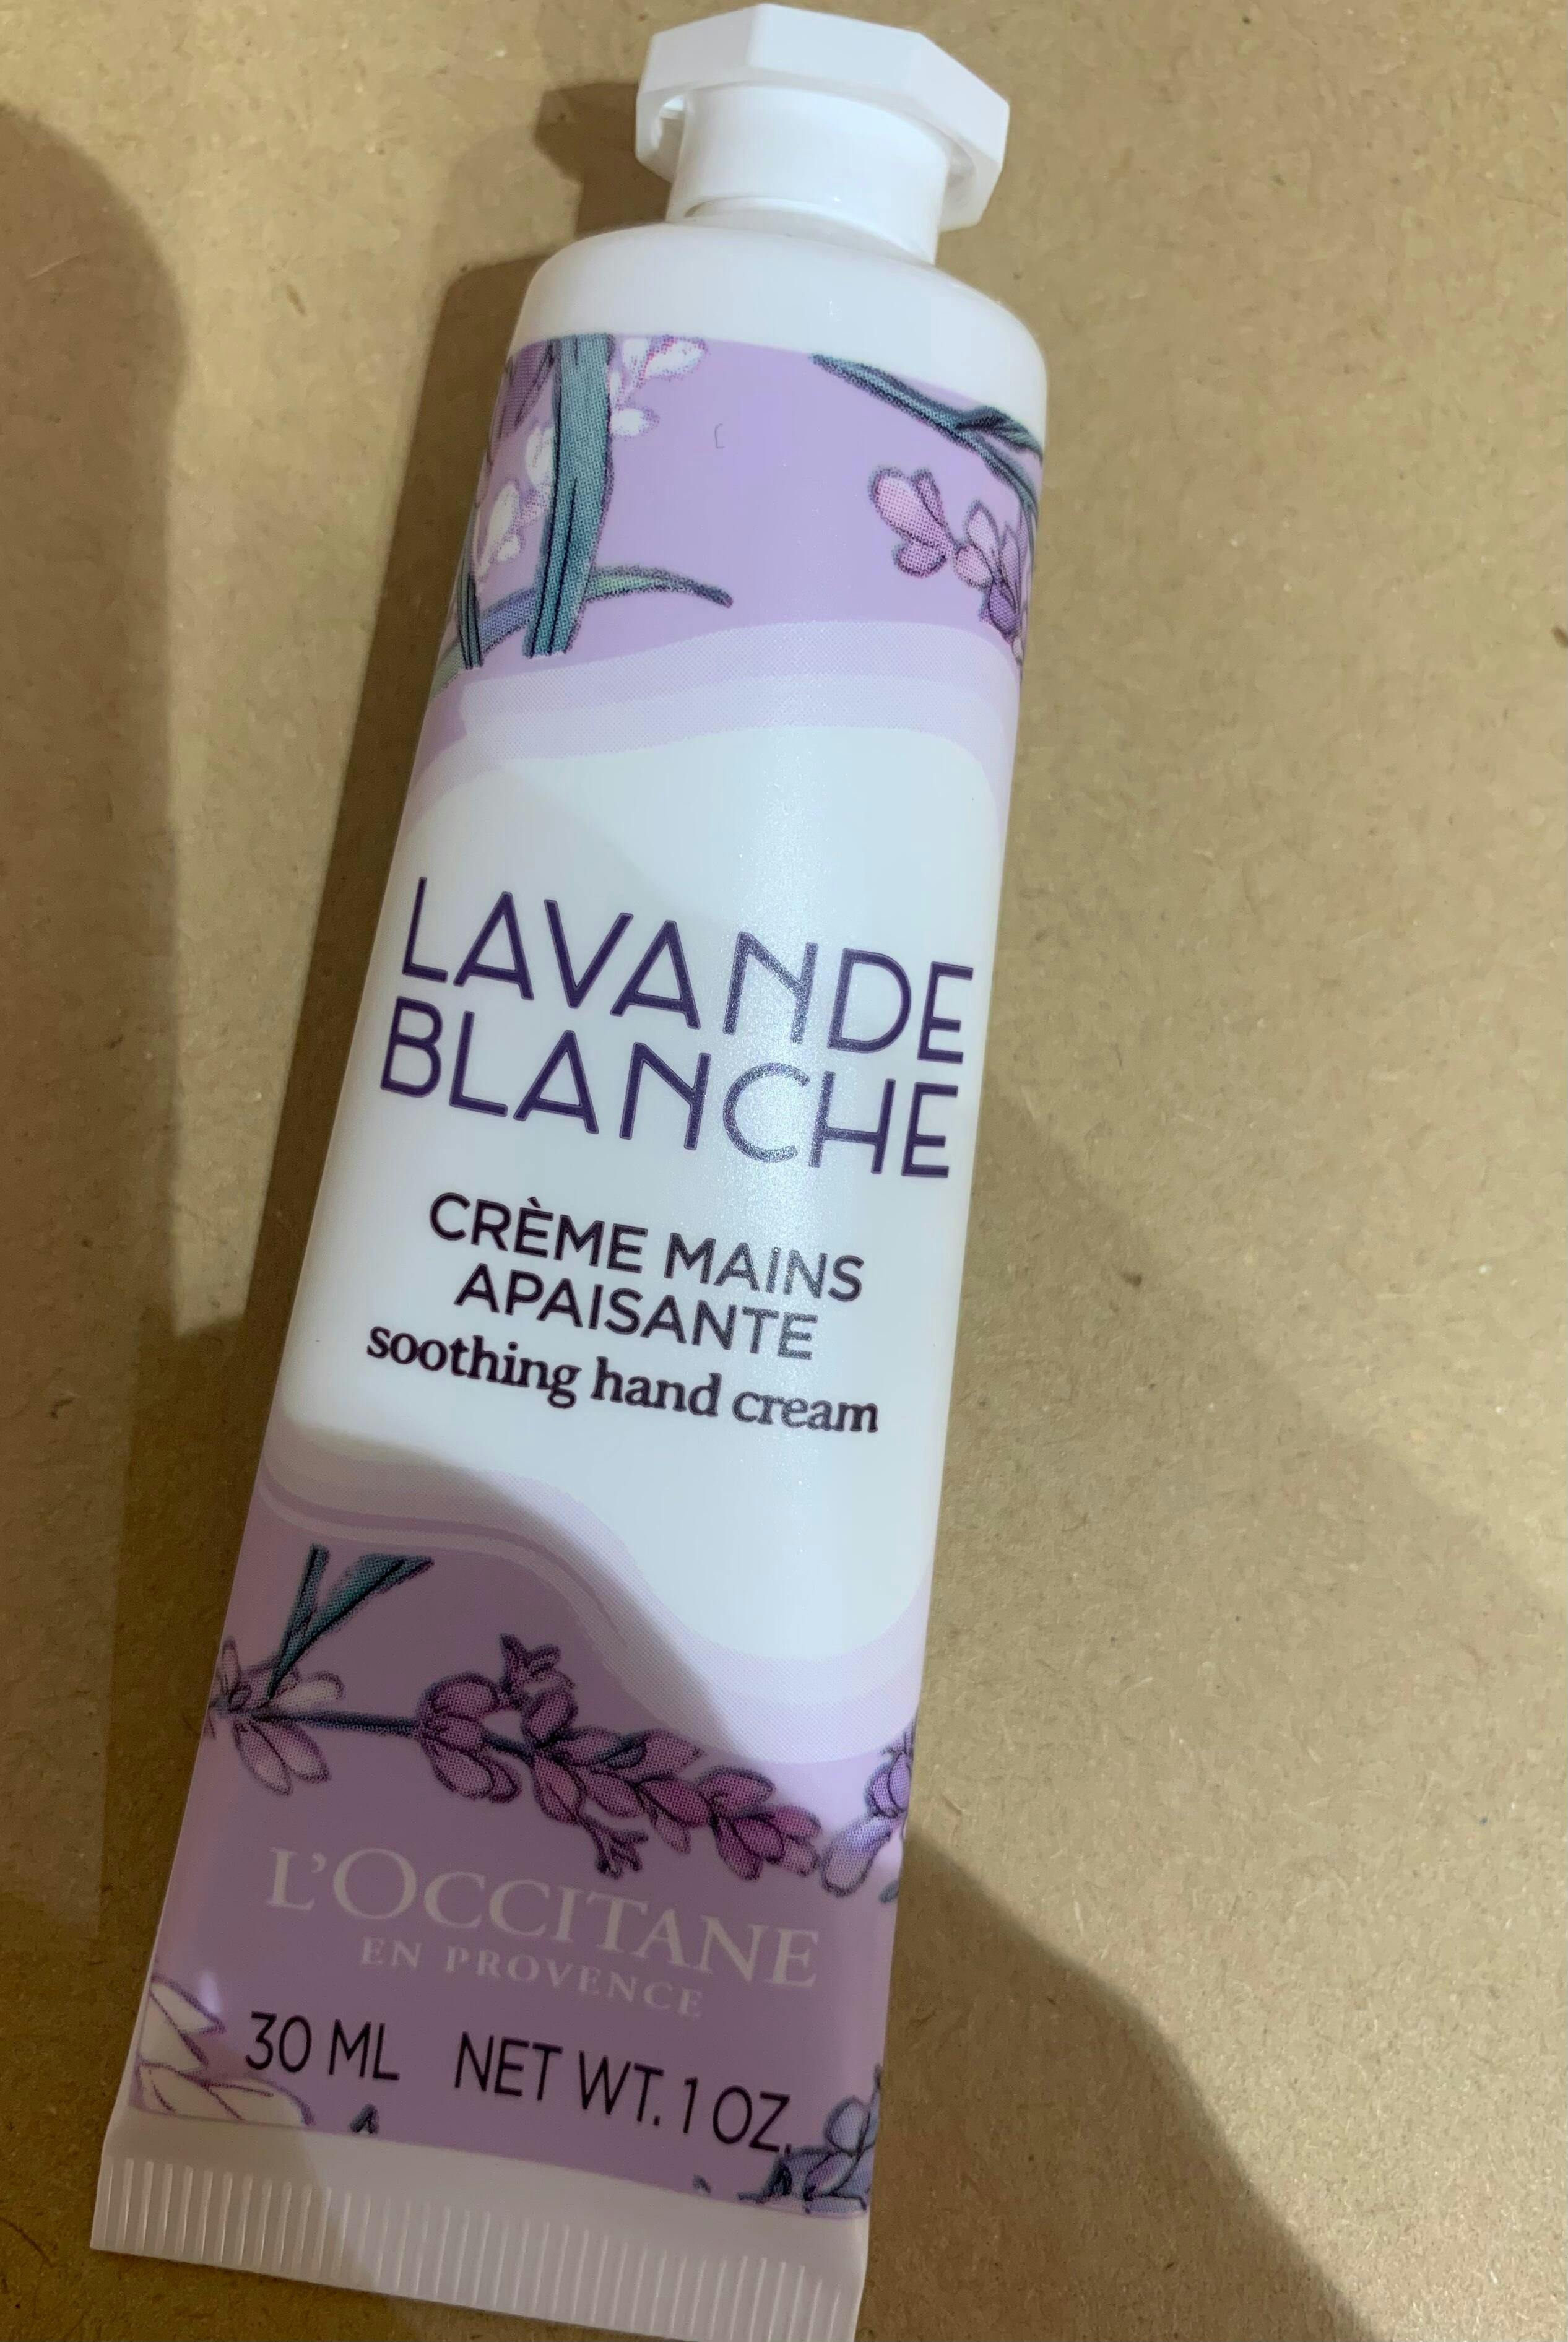 LAVANDE
BLANCHE
CRÈME MAINS
APAISANTE
soothing hand cream
L'OCCITANE
EN PROVENCE
30 ML NET WT. 1 OZ.